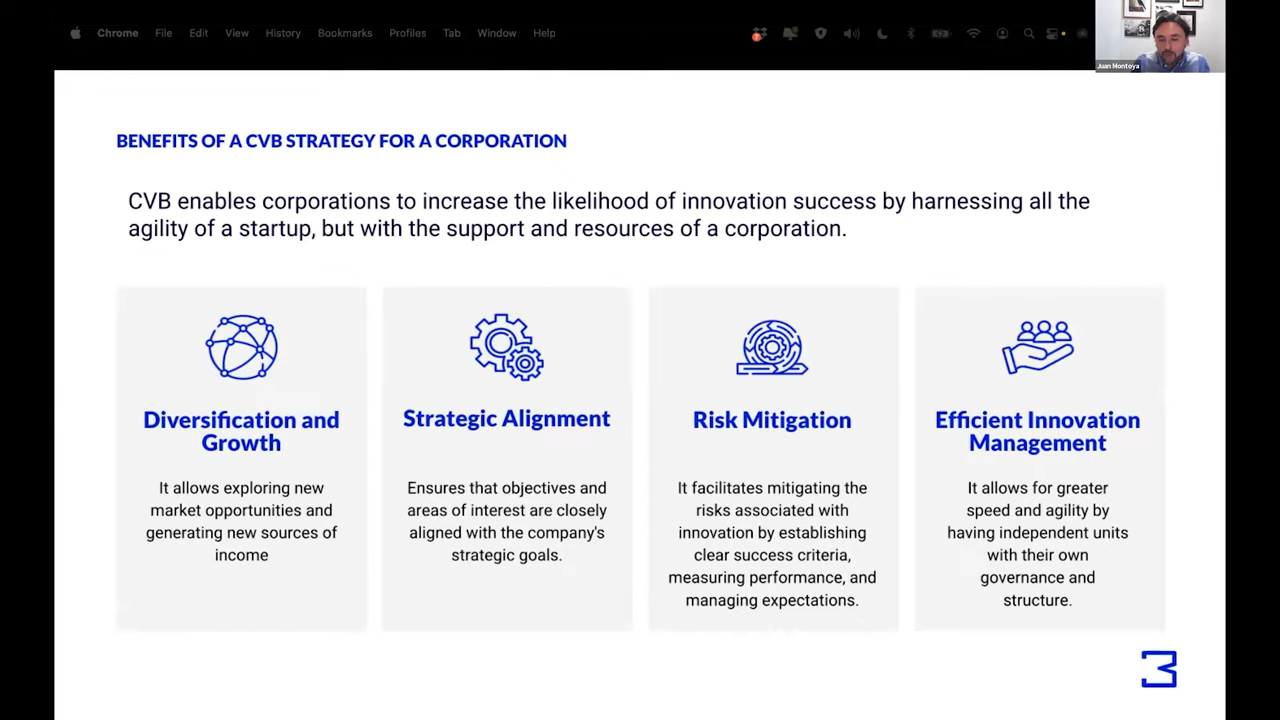 Chrome File Edit View History Bookmarks Profiles Tab Window Help
Juan Montoya
BENEFITS OF A CVB STRATEGY FOR A CORPORATION
CVB enables corporations to increase the likelihood of innovation success by harnessing all the
agility of a startup, but with the support and resources of a corporation.
Diversification and
Growth
It allows exploring new
market opportunities and
generating new sources of
income
Strategic Alignment
Ensures that objectives and
areas of interest are closely
aligned with the company's
strategic goals.
Risk Mitigation
It facilitates mitigating the
risks associated with
innovation by establishing
clear success criteria,
measuring performance, and
managing expectations.
Efficient Innovation
Management
It allows for greater
speed and agility by
having independent units
with their own
governance and
structure.
3